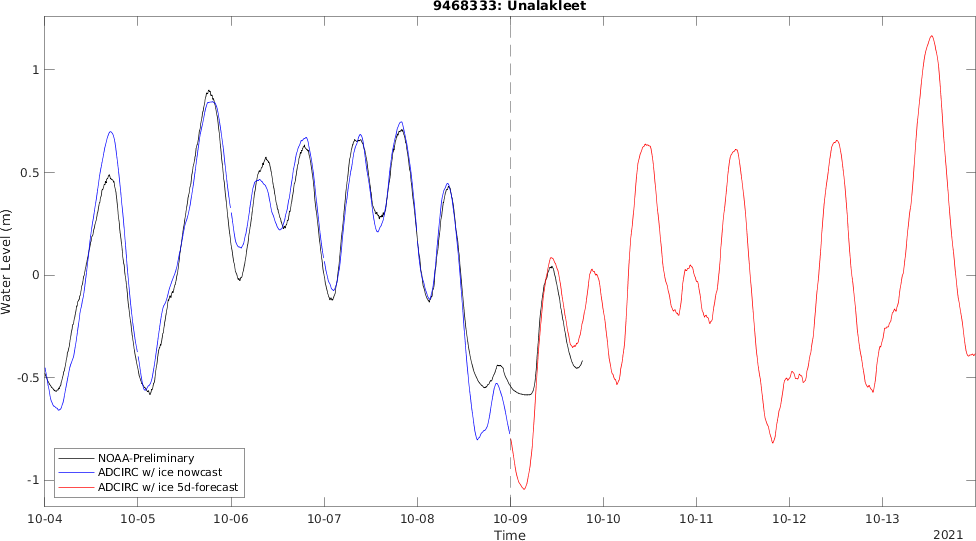 9468333: Unalakleet
Water Level (m)
1
0.5
0
-0.5
-1
NOAA-Preliminary
ADCIRC w/ ice nowcast
ADCIRC w/ ice 5d-forecast
10-04 10-05 10-06 10-07 10-08 10-09 10-10 10-11 10-12 10-13
Time
2021